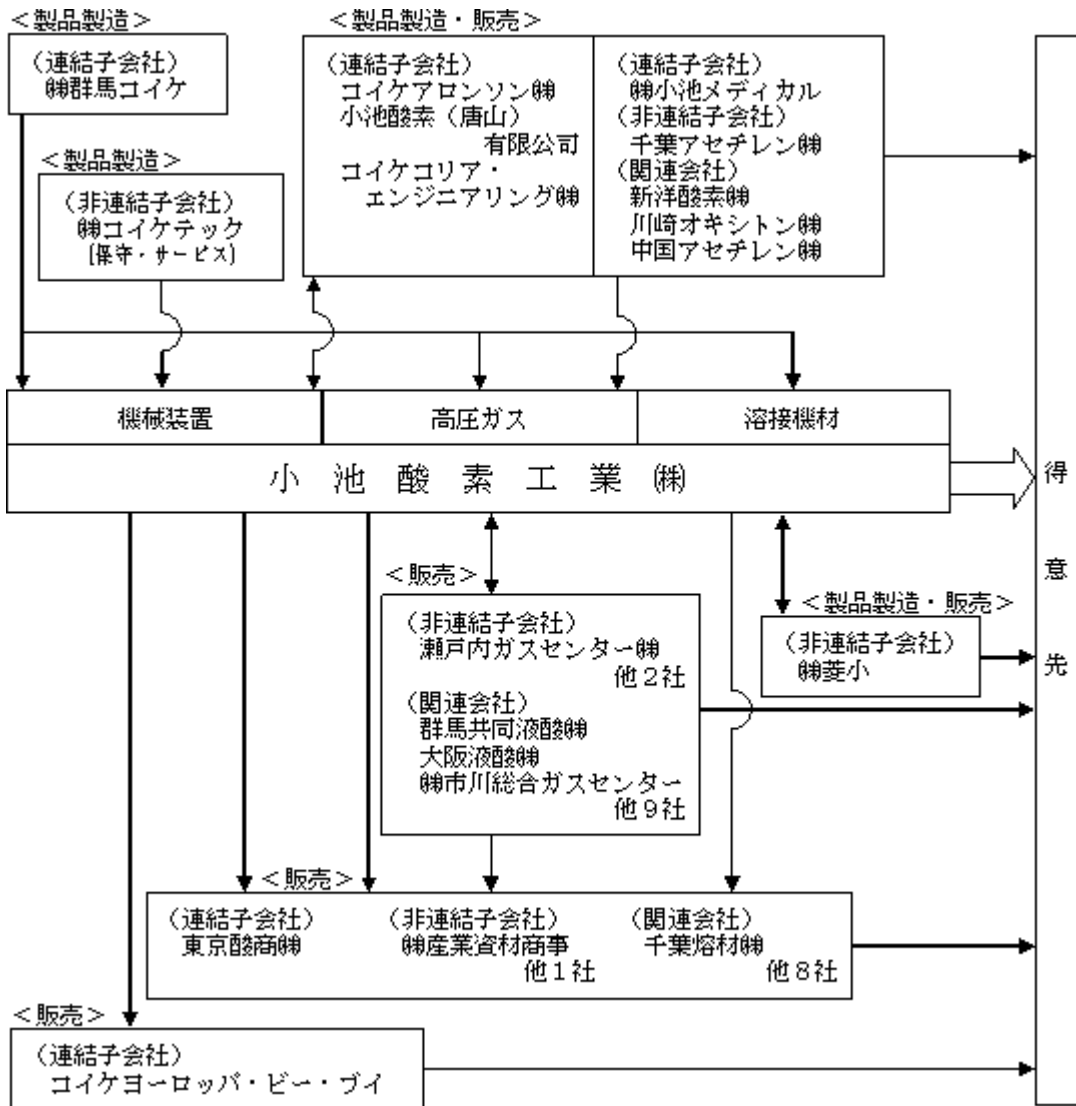 ＜製品製造＞
（連結子会社）
㈱群馬コイケ
＜製品製造＞
（非連結子会社）
㈱コイケテック
(保守・サービス)
＜製品製造・販売＞
（連結子会社）
コイケアロンソン㈱
小池酸素（唐山）
有限公司
コイケコリア・
エンジニアリング㈱
（連結子会社）
㈱小池メディカル
（非連結子会社）
千葉アセチレン㈱
（関連会社）
新洋酸素㈱
川崎オキシトン㈱
中国アセチレン㈱
機械装置
高圧ガス
溶接機材
小池酸素工業㈱
得意先
＜販売＞
（非連結子会社）
瀬戸内ガスセンター㈱
他２社
（関連会社）
群馬共同液酸㈱
大阪液酸㈱
㈱市川総合ガスセンター
他９社
＜製品製造・販売＞
（非連結子会社）
㈱菱小
＜販売＞
（連結子会社）
東京酸商㈱
（非連結子会社）
㈱産業資材商事
他１社
（関連会社）
千葉熔材㈱
他８社
＜販売＞
（連結子会社）
コイケヨーロッパ・ビー・ブイ